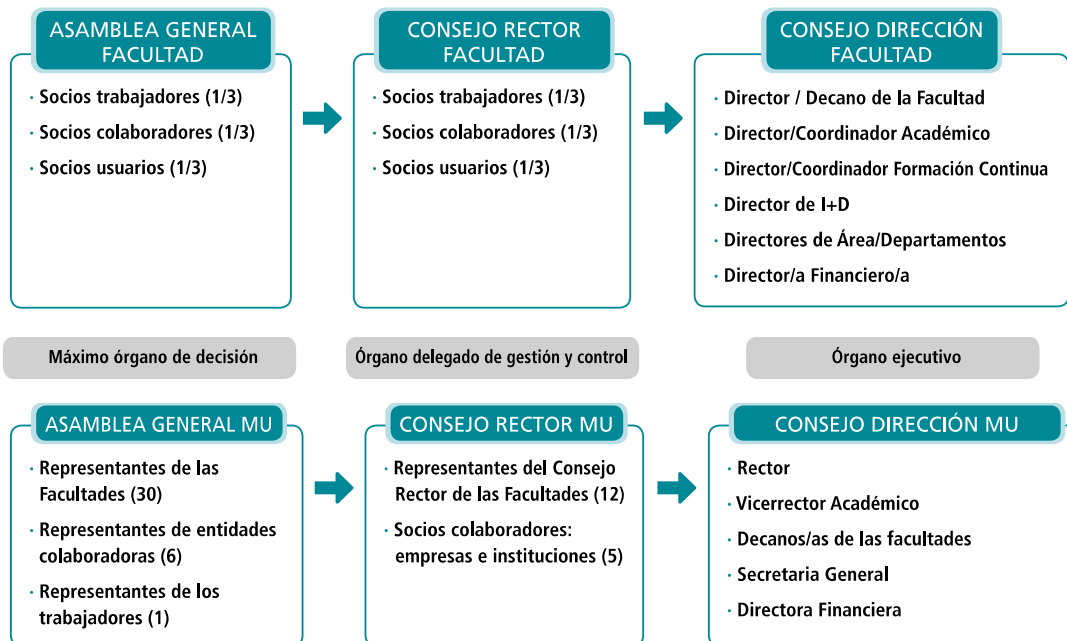 ASAMBLEA GENERAL
FACULTAD
· Socios trabajadores (1/3)
· Socios colaboradores (1/3)
· Socios usuarios (1/3)
CONSEJO RECTOR
FACULTAD
· Socios trabajadores (1/3)
· Socios colaboradores (1/3)
· Socios usuarios (1/3)
CONSEJO DIRECCIÓN
FACULTAD
· Director / Decano de la Facultad
· Director/Coordinador Académico
· Director/Coordinador Formación Continua
· Director de I+D
· Directores de Área/Departamentos
· Director/a Financiero/a
Máximo órgano de decisión
Órgano delegado de gestión y control
Órgano ejecutivo
ASAMBLEA GENERAL MU
· Representantes de las
Facultades (30)
· Representantes de entidades
colaboradoras (6)
· Representantes de los
trabajadores (1)
CONSEJO RECTOR MU
· Representantes del Consejo
Rector de las Facultades (12)
· Socios colaboradores:
empresas e instituciones (5)
CONSEJO DIRECCIÓN MU
· Rector
· Vicerrector Académico
· Decanos/as de las facultades
· Secretaria General
· Directora Financiera